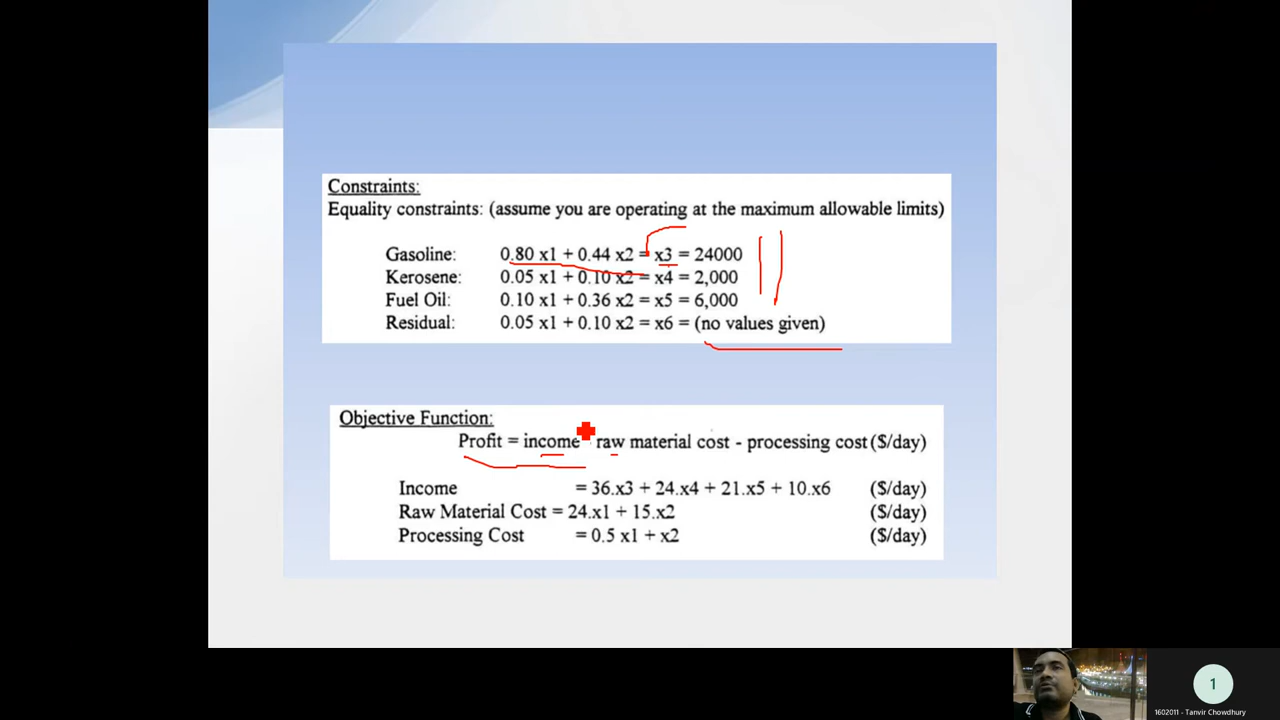 Constraints:
Equality constraints: (assume you are operating at the maximum allowable limits)
Gasoline: 0.80 x1 + 0.44 x2 = x3 = 24000
Kerosene: 0.05 x1 + 0.10 x2 = x4 = 2,000
Fuel Oil: 0.10 x1 + 0.36 x2 = x5 = 6,000
Residual: 0.05 x1 + 0.10 x2 = x6 = (no values given)
Objective Function:
Profit = income raw material cost - processing cost ($/day)
Income = 36.x3 + 24.x4 + 21.x5 + 10.x6 ($/day)
Raw Material Cost = 24.x1 + 15.x2 ($/day)
Processing Cost = 0.5 x1 + x2 ($/day)
1
1602011 - Tanvir Chowdhury